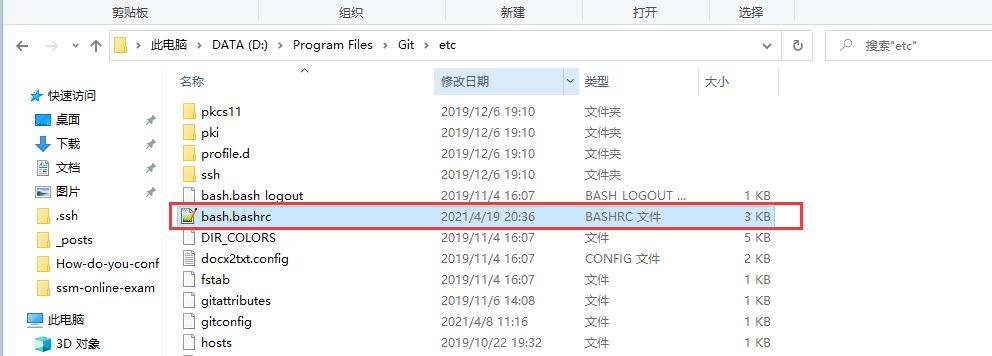 剪贴板 组织 新建 打开 选择
此电脑 DATA (D:) Program Files Git etc 搜索"etc"
名称 修改日期 类型 大小
快速访问
桌面
下载
文档
图片
.ssh
_posts
How-do-you-conf
ssm-online-exam
此电脑
3D 对象
pkcs11 2019/12/6 19:10 文件夹
pki 2019/12/6 19:10 文件夹
profile.d 2019/12/6 19:10 文件夹
ssh 2019/12/6 19:10 文件夹
bash.bash_logout 2019/11/4 16:07 BASH_LOGOUT ... 1 KB
bash.bashrc 2021/4/19 20:36 BASHRC 文件 3 KB
DIR_COLORS 2019/11/4 16:07 文件 5 KB
docx2txt.config 2019/11/4 16:07 CONFIG 文件 2 KB
fstab 2019/11/4 16:07 文件 1 KB
gitattributes 2019/11/6 14:08 文件 1 KB
gitconfig 2021/4/8 11:16 文件 1 KB
hosts 2019/10/22 19:32 文件 1 KB